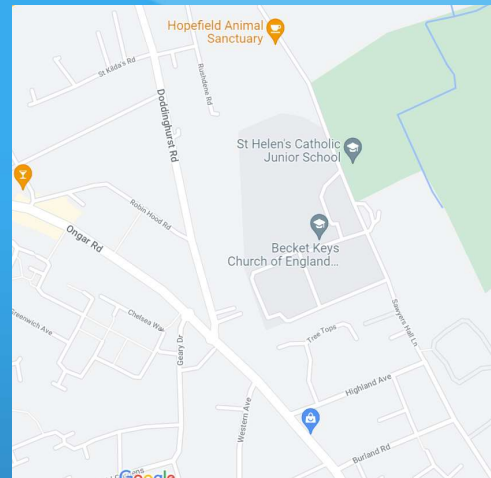 Hopefield Animal
Sanctuary
St Kilda's Rd
Rushdene Rd
Doddinghurst Rd
St Helen's Catholic
Junior School
Robin Hood Rd
Becket Keys
Church of England...
Ongar Rd
Greenwich Ave
Chelsea Way
Geary Dr
Tree Tops
Sawyers Hall Ln
Highland Ave
Western Ave
Burland Rd
Google